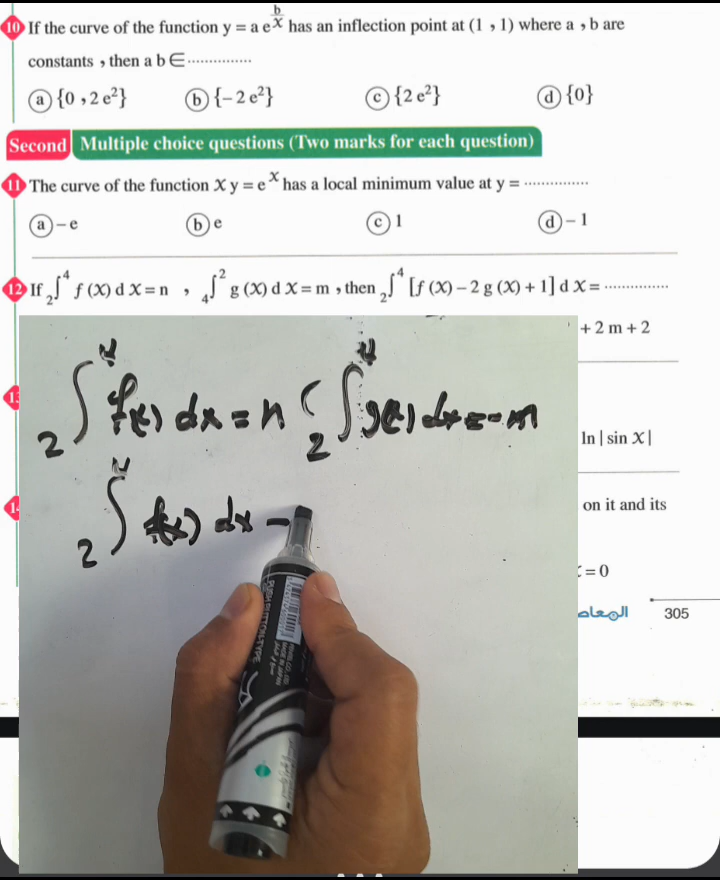 10 If the curve of the function y = a e^(b/x) has an inflection point at (1 , 1) where a , b are
constants , then a b ∈ ...............
ⓐ {0 , 2 e²} ⓑ {– 2 e²} ⓒ {2 e²} ⓓ {0}
Second Multiple choice questions (Two marks for each question)
11 The curve of the function X y = e^X has a local minimum value at y = ...............
ⓐ – e ⓑ e ⓒ 1 ⓓ – 1
12 If ₂∫⁴ f (X) d X = n , ₄∫² g (X) d X = m , then ₂∫⁴ [f (X) – 2 g (X) + 1] d X = ...............
+ 2 m + 2
₂∫⁴ f(x) dx = n ( ₂∫⁴ g(x) dx = - m
ln | sin X |
₂∫⁴ f(x) dx -
on it and its
= 0
المعاصر
305